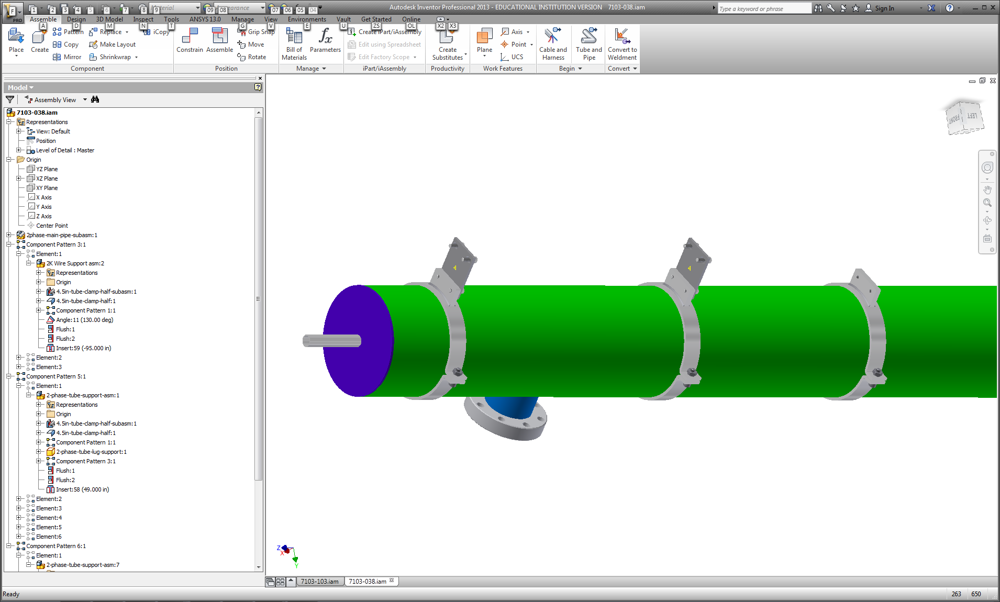 Autodesk Inventor Professional 2013 - EDUCATIONAL INSTITUTION VERSION 7103-038.iam
Type a keyword or phrase
Sign In
F
PRO
1 2 3 4 5 6 7 8 9 Material 09 08 Appearance 07 06 05 04
Assemble Design 3D Model Inspect Tools ANSYS 13.0 Manage View Environments Vault Get Started Online
A D M N T G V E U ZS OL X2 X3
Place
Create
Pattern
Copy
Mirror
Replace
Make Layout
Shrinkwrap
iCopy
Component
Constrain
Assemble
Grip Snap
Move
Rotate
Position
Bill of
Materials
fx
Parameters
Manage
Create iPart/iAssembly
Edit using Spreadsheet
Edit Factory Scope
iPart/iAssembly
Create
Substitutes
Productivity
Plane
Axis
Point
UCS
Work Features
Cable and
Harness
Tube and
Pipe
Begin
Convert to
Weldment
Convert
Model
Assembly View
7103-038.iam
Representations
View: Default
Position
Level of Detail : Master
Origin
YZ Plane
XZ Plane
XY Plane
X Axis
Y Axis
Z Axis
Center Point
2phase-main-pipe-subasm:1
Component Pattern 3:1
Element:1
2K Wire Support asm:2
Representations
Origin
4.5in-tube-clamp-half-subasm:1
4.5in-tube-clamp-half:1
Component Pattern 1:1
Angle:11 (130.00 deg)
Flush:1
Flush:2
Insert:59 (-95.000 in)
Element:2
Element:3
Component Pattern 5:1
Element:1
2-phase-tube-support-asm:1
Representations
Origin
4.5in-tube-clamp-half-subasm:1
4.5in-tube-clamp-half:1
Component Pattern 1:1
2-phase-tube-lug-support:1
Component Pattern 3:1
Flush:1
Flush:2
Insert:58 (49.000 in)
Element:2
Element:3
Element:4
Element:5
Element:6
Component Pattern 6:1
Element:1
2-phase-tube-support-asm:7
FRONT
LEFT
Z
X
Y
7103-103.iam
7103-038.iam
Ready
263 650